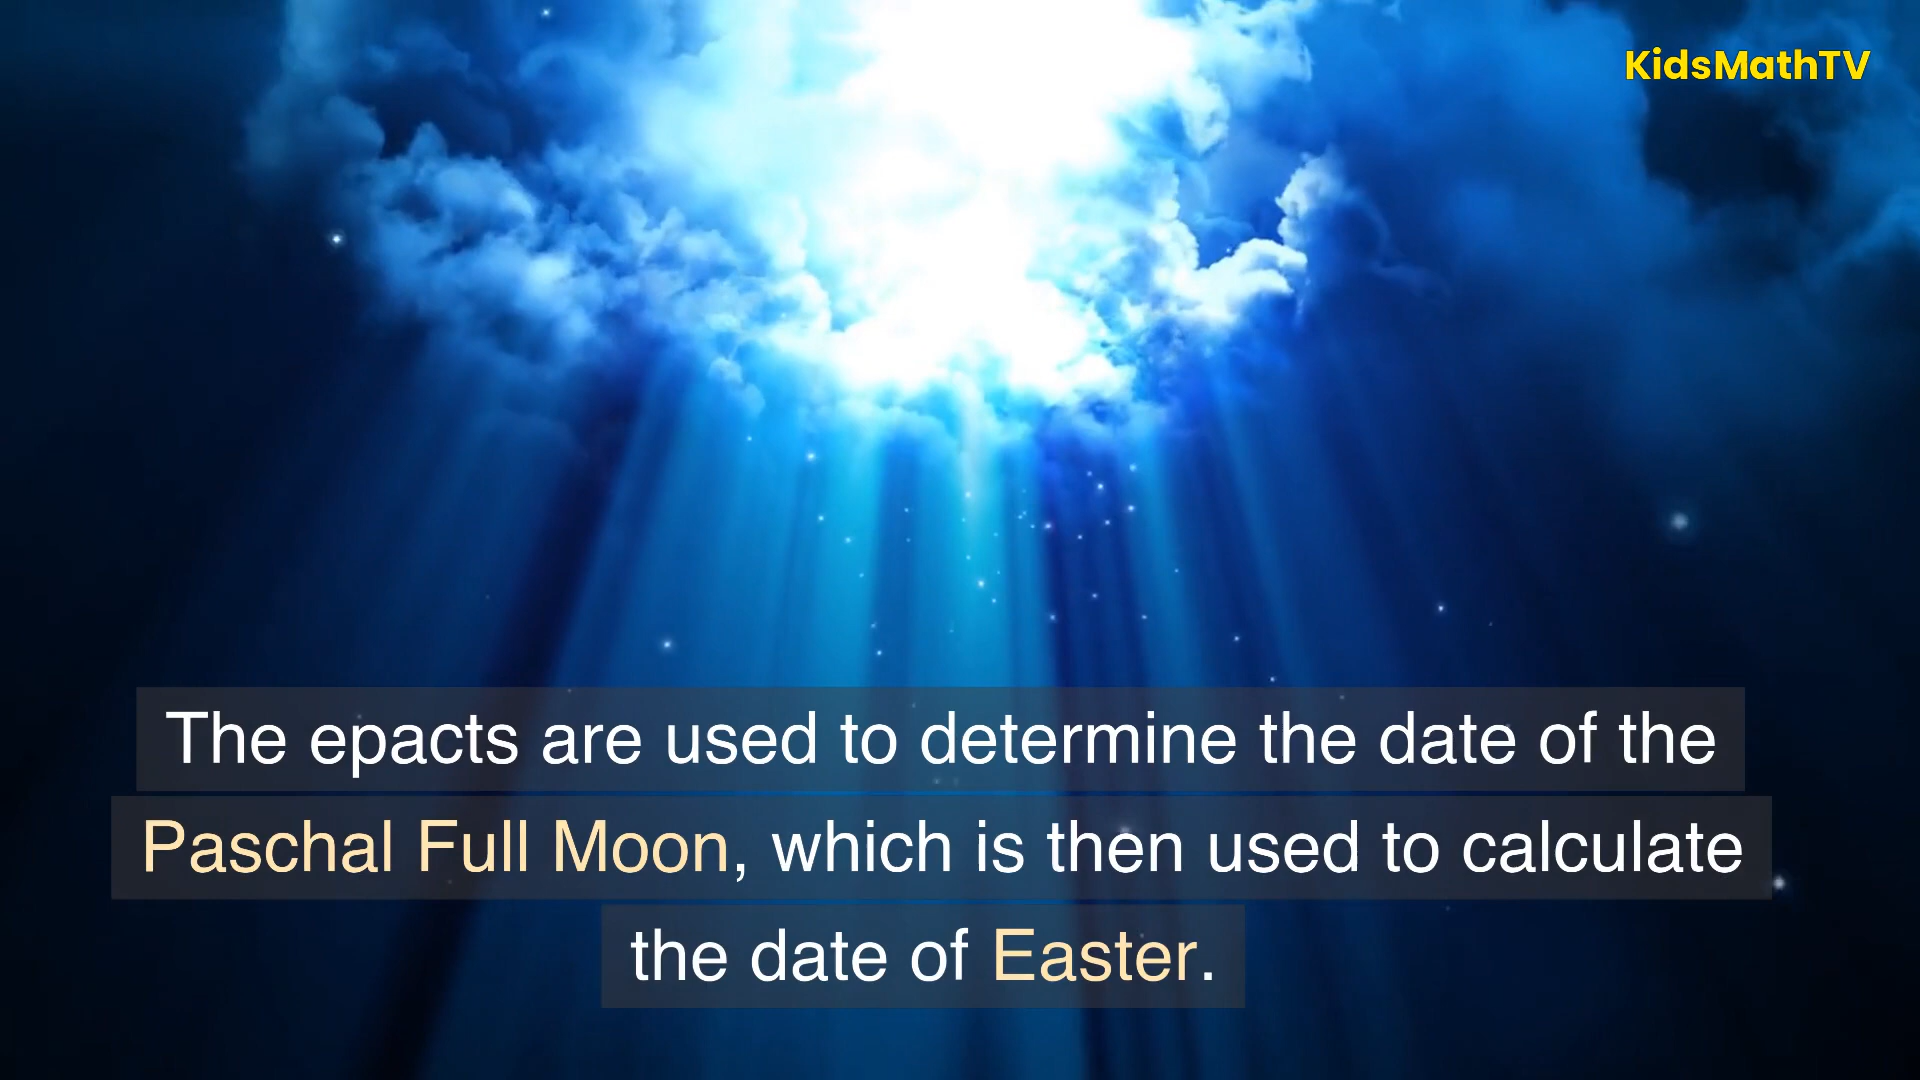 KidsMathTV
The epacts are used to determine the date of the
Paschal Full Moon, which is then used to calculate
the date of Easter.